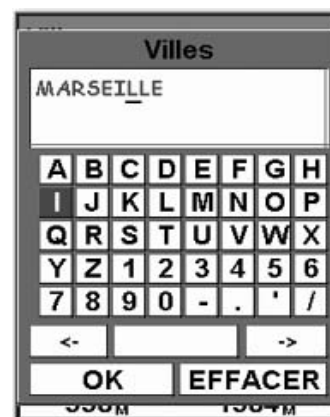 Villes
MARSEILLE
A B C D E F G H
I J K L M N O P
Q R S T U V W X
Y Z 1 2 3 4 5 6
7 8 9 0 - . ' /
<- ->
OK EFFACER